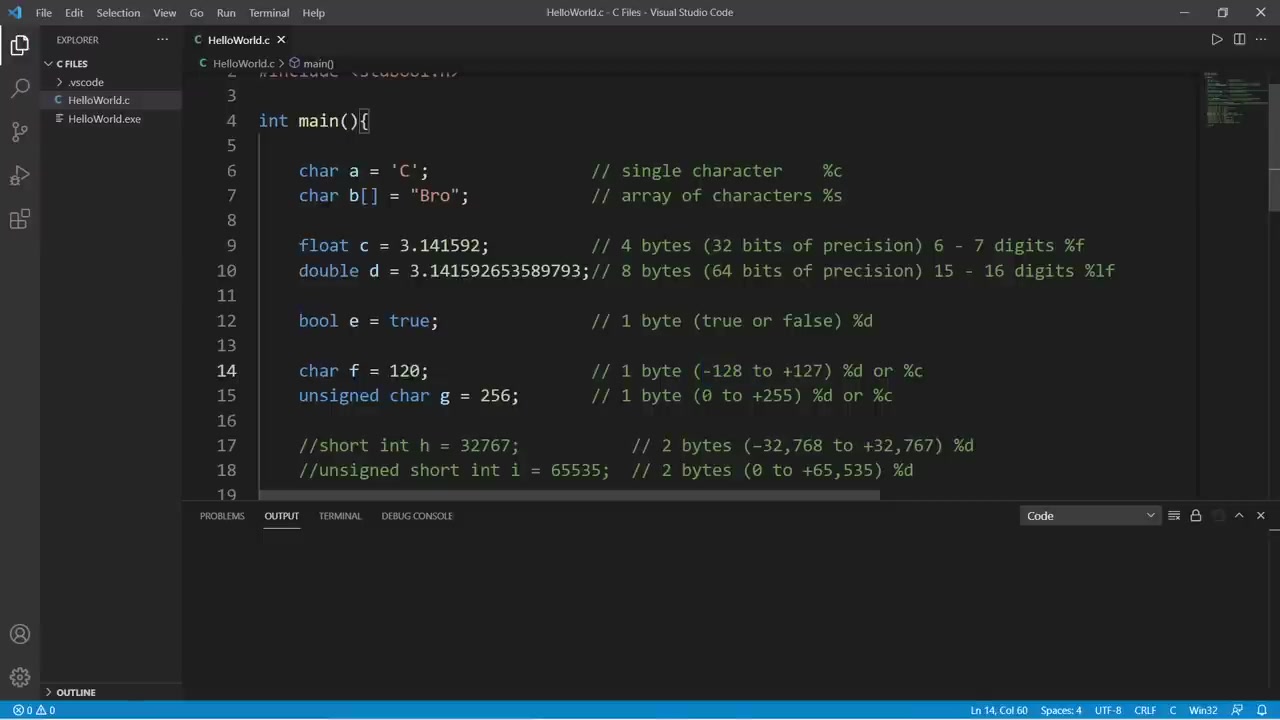 File Edit Selection View Go Run Terminal Help
HelloWorld.c - C Files - Visual Studio Code
EXPLORER
HelloWorld.c
C FILES
.vscode
HelloWorld.c
HelloWorld.exe
HelloWorld.c > main()
2 #include <stdbool.h>
3
4 int main(){
5
6 char a = 'C'; // single character %c
7 char b[] = "Bro"; // array of characters %s
8
9 float c = 3.141592; // 4 bytes (32 bits of precision) 6 - 7 digits %f
10 double d = 3.141592653589793;// 8 bytes (64 bits of precision) 15 - 16 digits %lf
11
12 bool e = true; // 1 byte (true or false) %d
13
14 char f = 120; // 1 byte (-128 to +127) %d or %c
15 unsigned char g = 256; // 1 byte (0 to +255) %d or %c
16
17 //short int h = 32767; // 2 bytes (−32,768 to +32,767) %d
18 //unsigned short int i = 65535; // 2 bytes (0 to +65,535) %d
19
PROBLEMS OUTPUT TERMINAL DEBUG CONSOLE
Code
OUTLINE
0 0
Ln 14, Col 60 Spaces: 4 UTF-8 CRLF C Win32